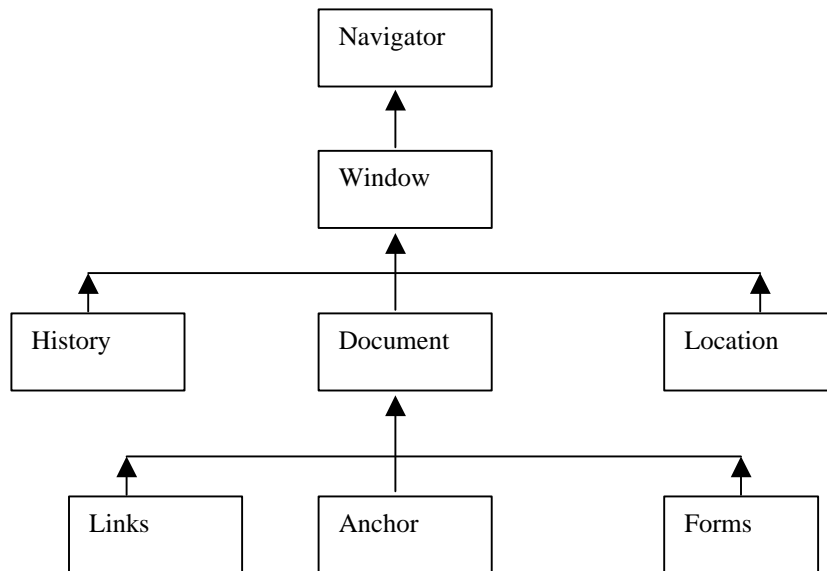 Navigator
Window
History
Document
Location
Links
Anchor
Forms